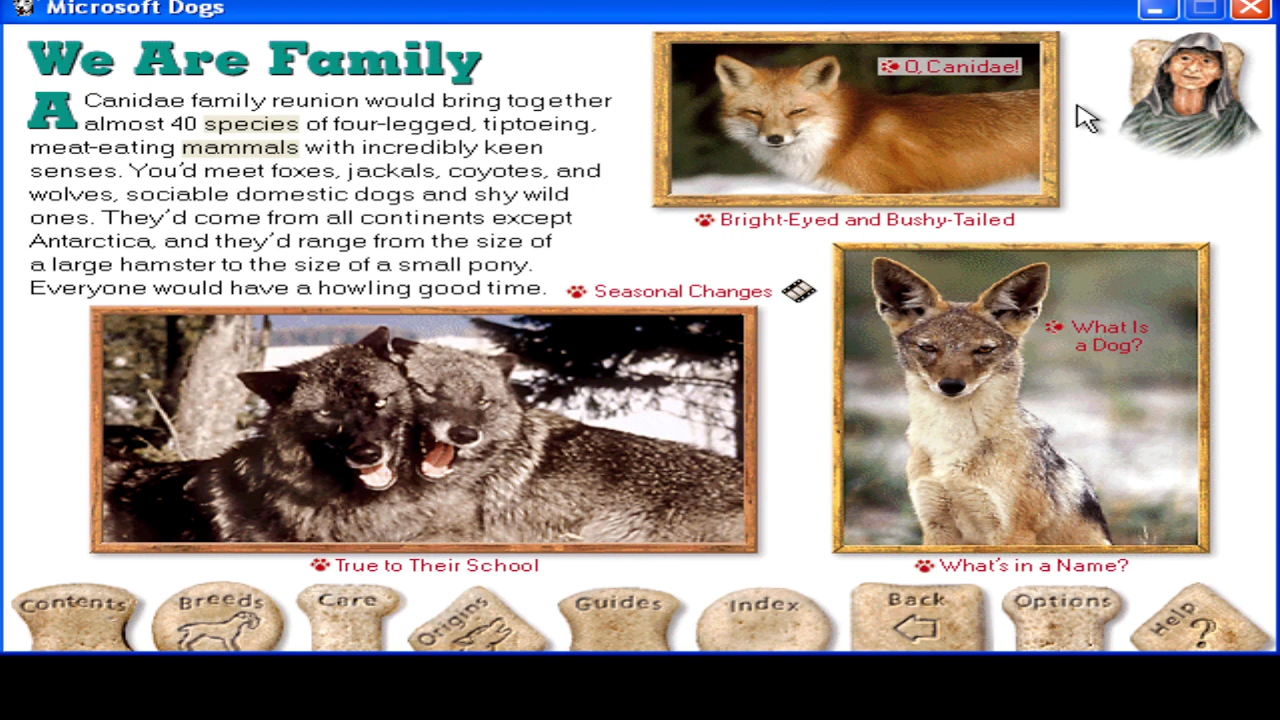 Microsoft Dogs
We Are Family
A Canidae family reunion would bring together
almost 40 species of four-legged, tiptoeing,
meat-eating mammals with incredibly keen
senses. You'd meet foxes, jackals, coyotes, and
wolves, sociable domestic dogs and shy wild
ones. They'd come from all continents except
Antarctica, and they'd range from the size of
a large hamster to the size of a small pony.
Everyone would have a howling good time.
O, Canidae!
Bright-Eyed and Bushy-Tailed
Seasonal Changes
What Is
a Dog?
True to Their School
What's in a Name?
Contents
Breeds
Care
Origins
Guides
Index
Back
Options
Help
?